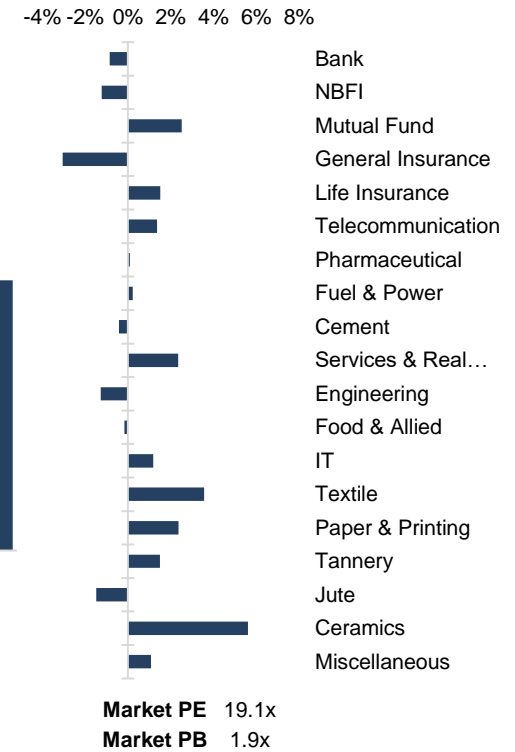 -4% -2% 0% 2% 4% 6% 8%
Bank
NBFI
Mutual Fund
General Insurance
Life Insurance
Telecommunication
Pharmaceutical
Fuel & Power
Cement
Services & Real…
Engineering
Food & Allied
IT
Textile
Paper & Printing
Tannery
Jute
Ceramics
Miscellaneous
Market PE 19.1x
Market PB 1.9x